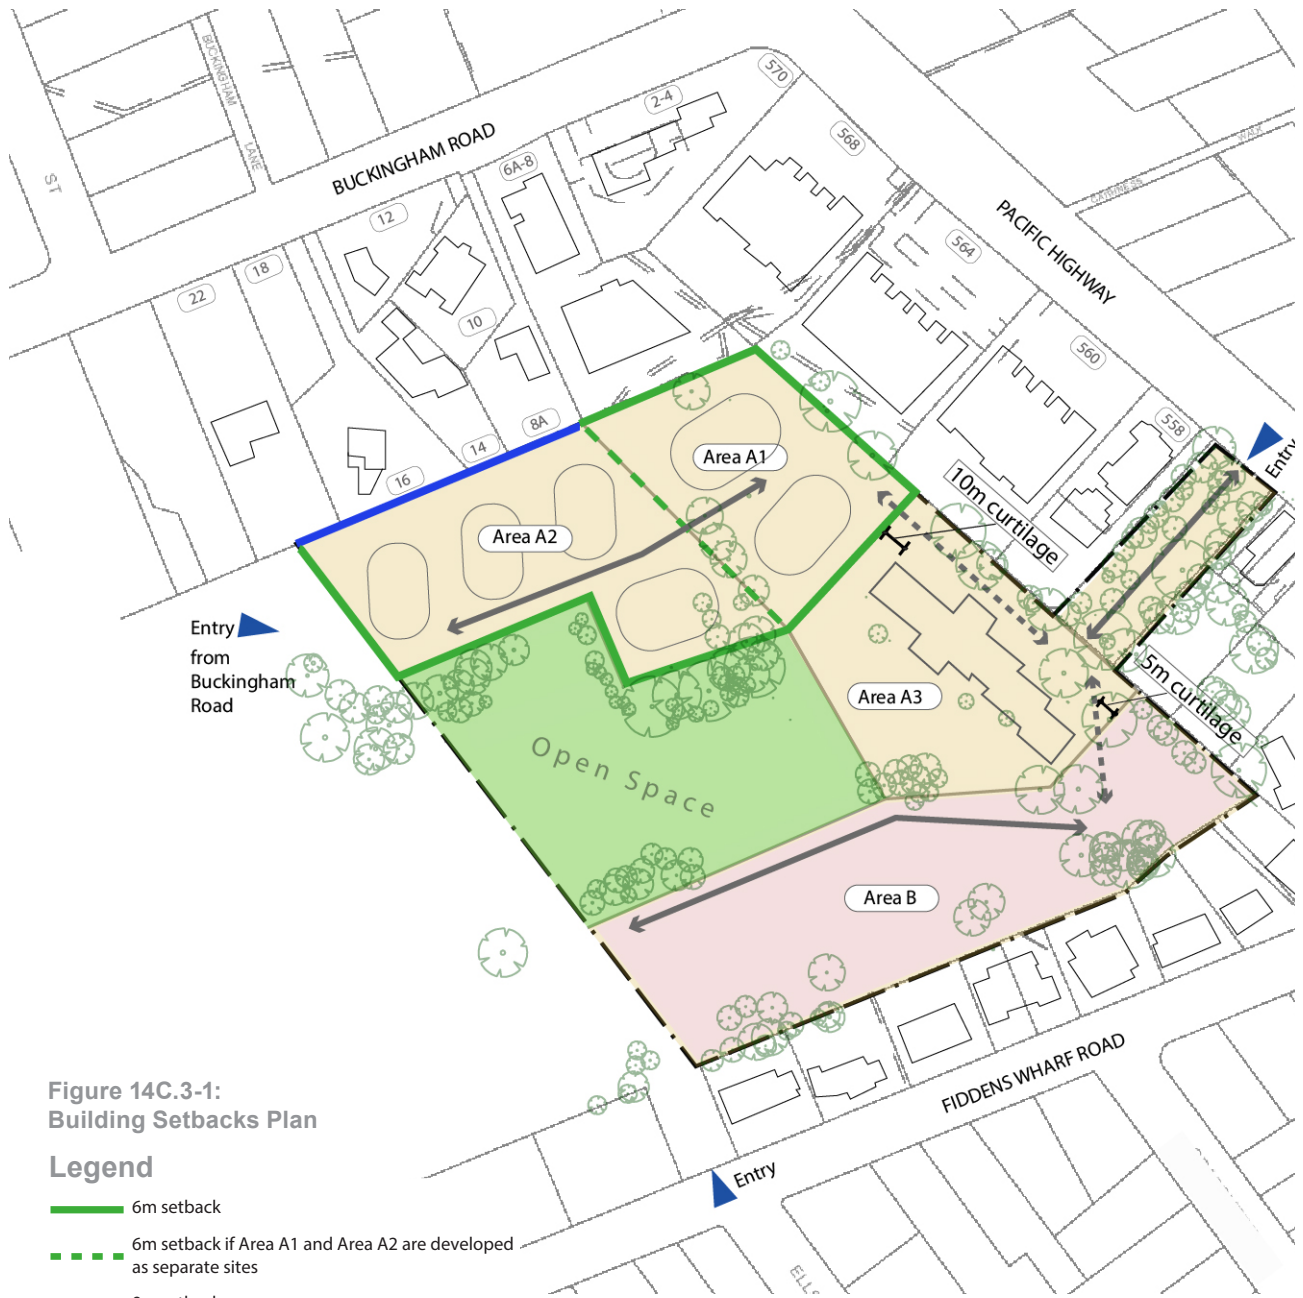 BUCKINGHAM
LANE
ST
BUCKINGHAM ROAD
570
2-4
568
6A-8
12
18
22
10
564
PACIFIC HIGHWAY
WALK
560
558
Entry
8A
14
16
Area A1
10m curtilage
Area A2
Entry
from
Buckingham
Road
5m curtilage
Area A3
Open Space
Area B
FIDDENS WHARF ROAD
Entry
Figure 14C.3-1:
Building Setbacks Plan
Legend
6m setback
6m setback if Area A1 and Area A2 are developed
as separate sites